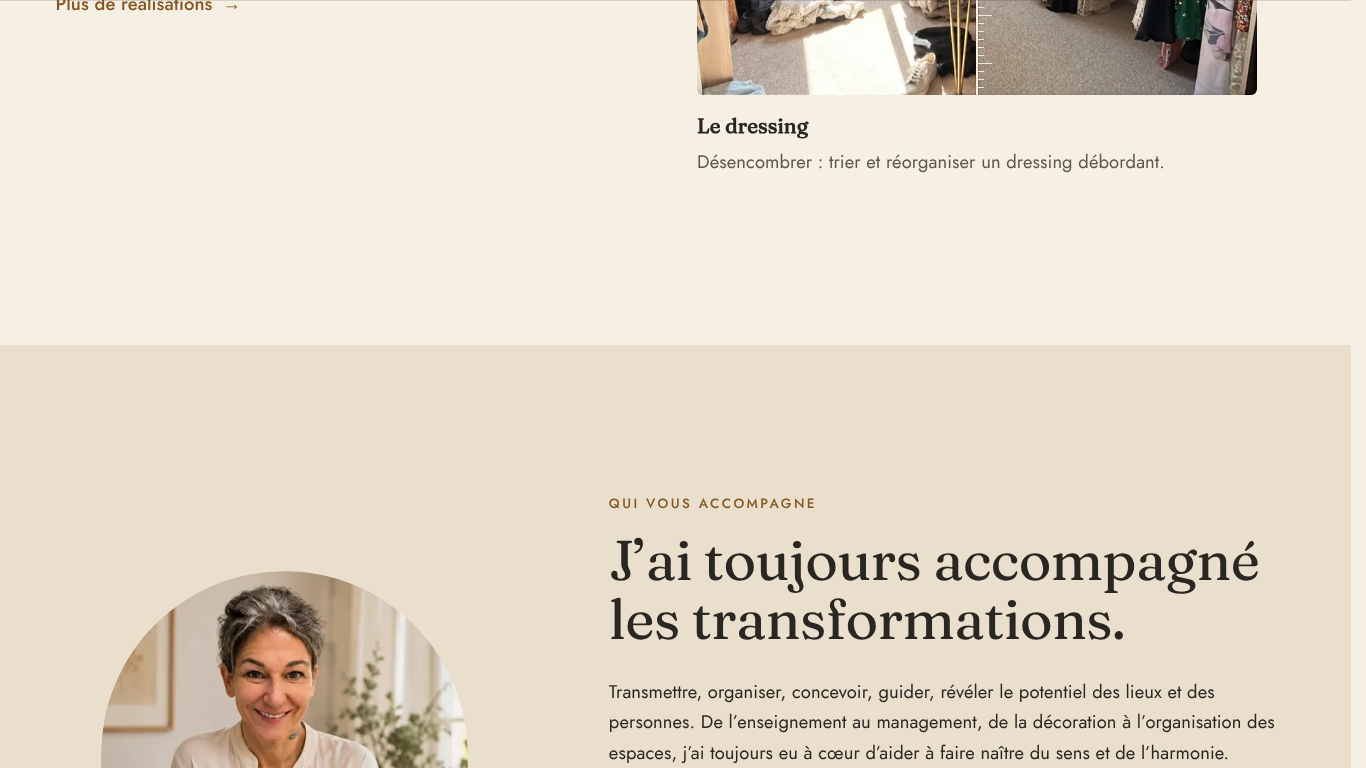 Plus de réalisations →
Le dressing
Désencombrer : trier et réorganiser un dressing débordant.
QUI VOUS ACCOMPAGNE
J’ai toujours accompagné
les transformations.
Transmettre, organiser, concevoir, guider, révéler le potentiel des lieux et des
personnes. De l’enseignement au management, de la décoration à l’organisation des
espaces, j’ai toujours eu à cœur d’aider à faire naître du sens et de l’harmonie.